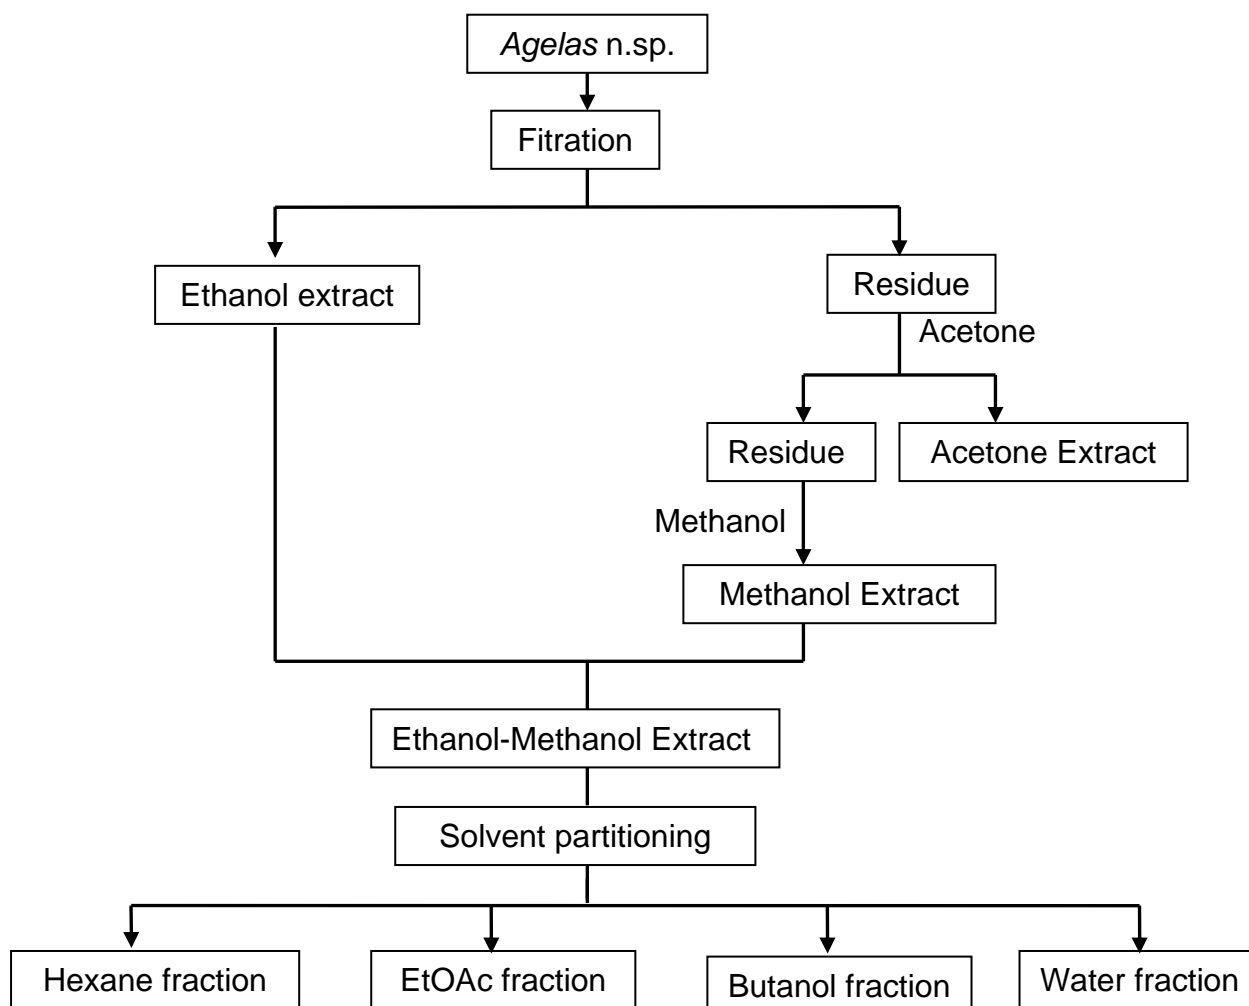 Agelas n.sp.
Fitration
Ethanol extract
Residue
Acetone
Residue
Acetone Extract
Methanol
Methanol Extract
Ethanol-Methanol Extract
Solvent partitioning
Hexane fraction
EtOAc fraction
Butanol fraction
Water fraction